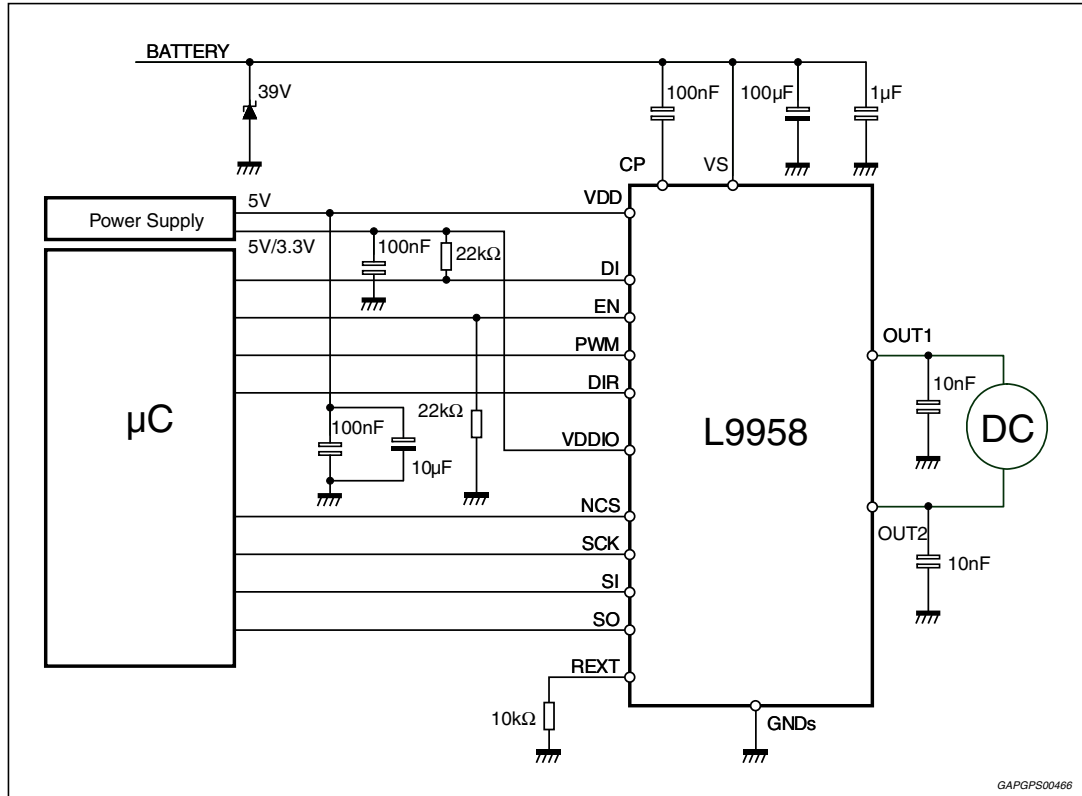 BATTERY
39V
100nF
100µF
1µF
CP
VS
Power Supply
5V
VDD
5V/3.3V
100nF
22kΩ
DI
EN
PWM
DIR
OUT1
µC
22kΩ
100nF
10µF
VDDIO
L9958
10nF
DC
NCS
OUT2
SCK
10nF
SI
SO
REXT
10kΩ
GNDs
GAPGPS00466